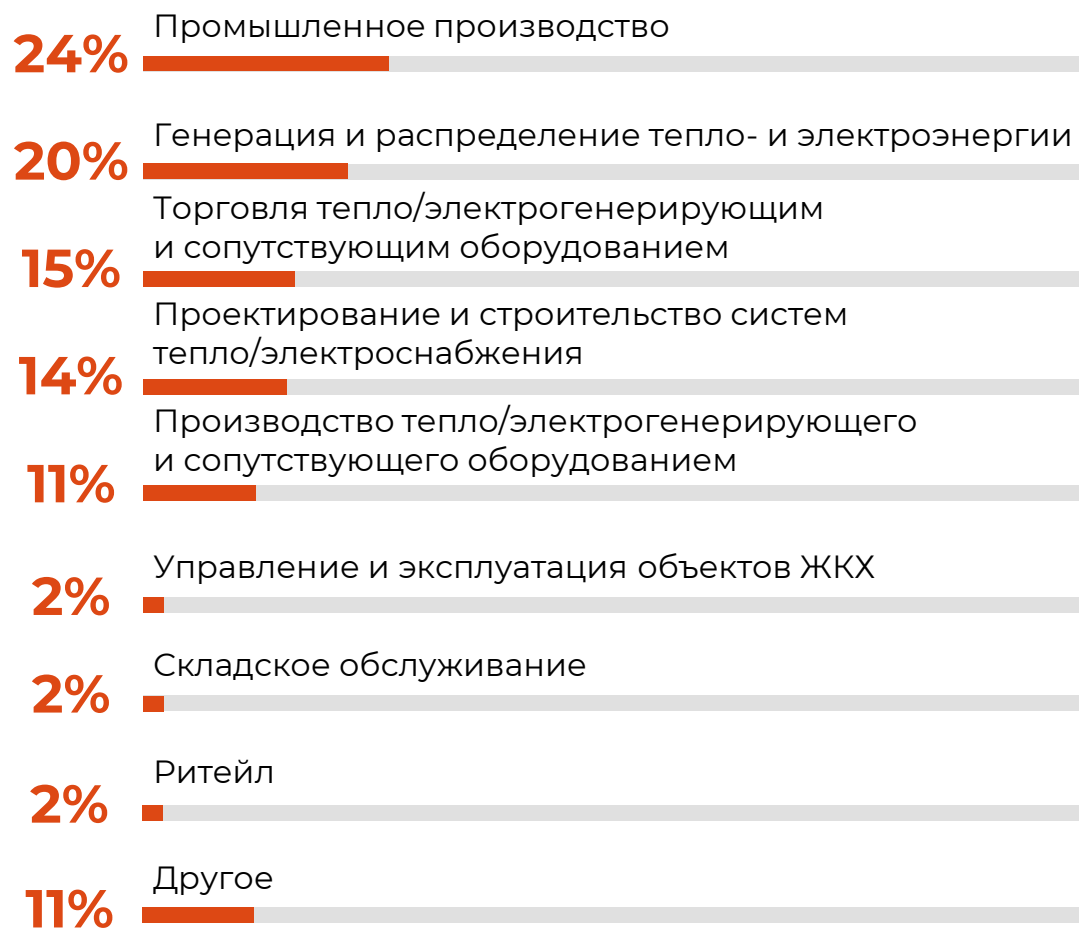 Промышленное производство
24%
Генерация и распределение тепло- и электроэнергии
20%
Торговля тепло/электрогенерирующим
и сопутствующим оборудованием
15%
Проектирование и строительство систем
тепло/электроснабжения
14%
Производство тепло/электрогенерирующего
и сопутствующего оборудованием
11%
Управление и эксплуатация объектов ЖКХ
2%
Складское обслуживание
2%
Ритейл
2%
Другое
11%